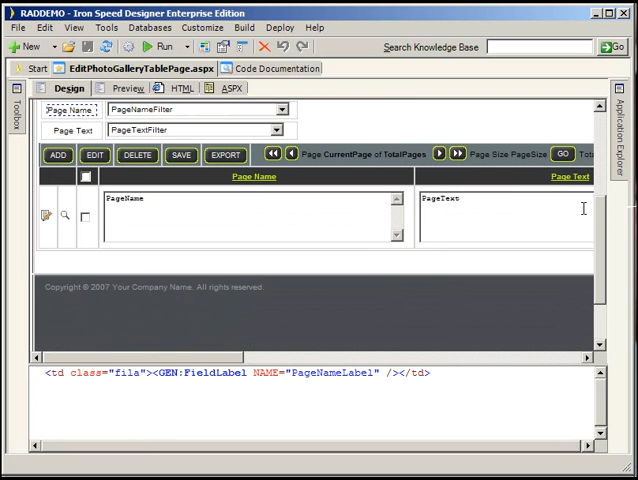 RADDEMO - Iron Speed Designer Enterprise Edition
File Edit View Tools Databases Customize Build Deploy Help
New Run Search Knowledge Base Go
Start EditPhotoGalleryTablePage.aspx Code Documentation
Toolbox
Design Preview HTML ASPX
Application Explorer
Page Name PageNameFilter
Page Text PageTextFilter
ADD EDIT DELETE SAVE EXPORT Page CurrentPage of TotalPages Page Size PageSize GO Tota
Page Name Page Text
PageName PageText
Copyright © 2007 Your Company Name. All rights reserved.
<td class="fila"><GEN:FieldLabel NAME="PageNameLabel" /></td>